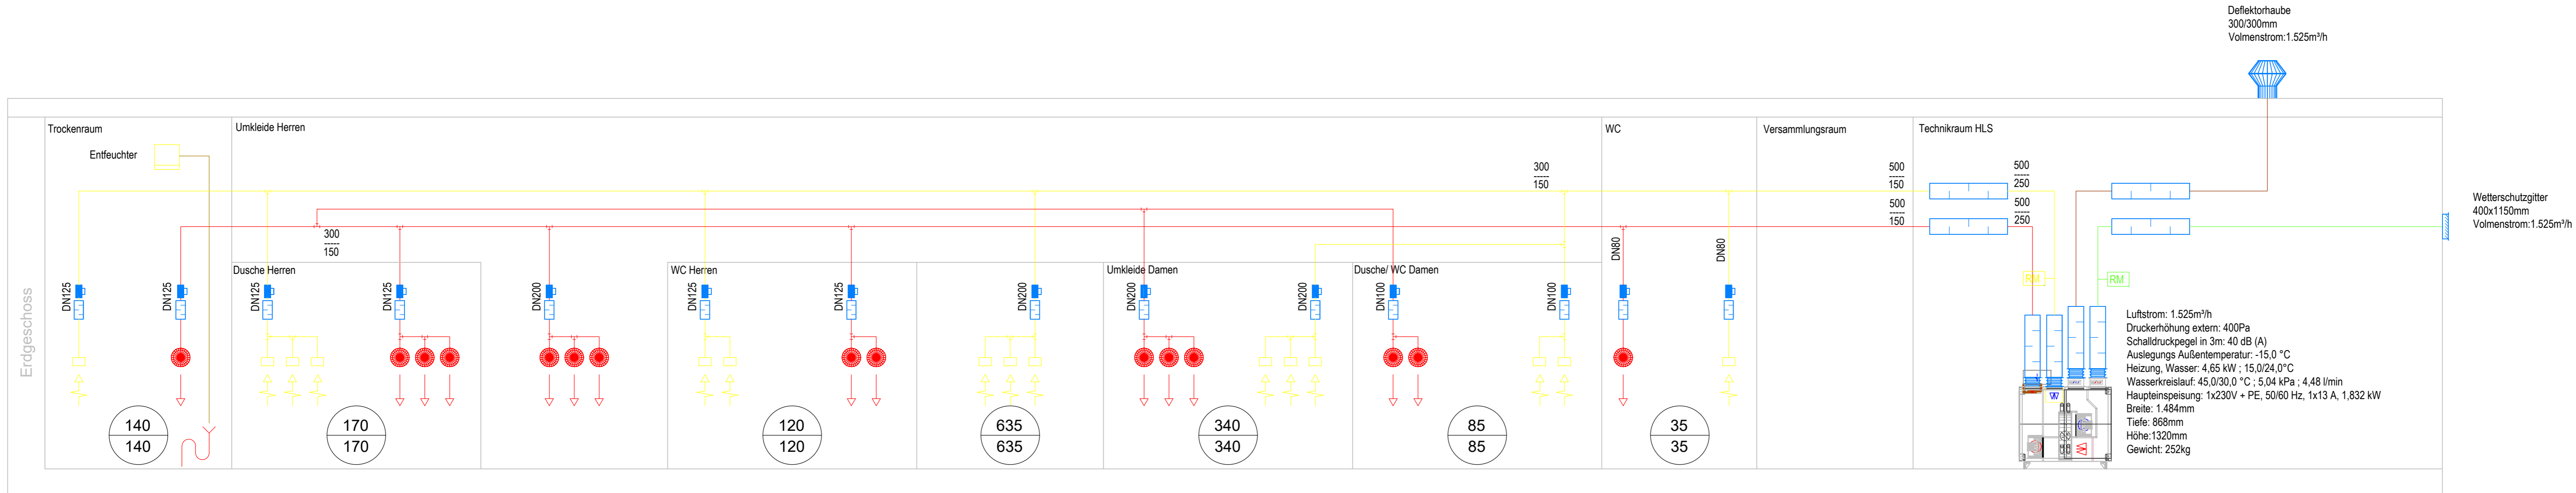 Deflektorhaube
300/300mm
Volmenstrom:1.525m³/h
Trockenraum
Umkleide Herren
WC
Versammlungsraum
Technikraum HLS
Entfeuchter
300
-----
150
500
-----
150
500
-----
250
500
-----
150
500
-----
250
Wetterschutzgitter
400x1150mm
Volmenstrom:1.525m³/h
300
-----
150
DN80
DN80
Dusche Herren
WC Herren
Umkleide Damen
Dusche/ WC Damen
RM
RM
Erdgeschoss
DN125
DN125
DN125
DN125
DN200
DN125
DN125
DN200
DN200
DN200
DN100
DN100
Luftstrom: 1.525m³/h
Druckerhöhung extern: 400Pa
Schalldruckpegel in 3m: 40 dB (A)
Auslegungs Außentemperatur: -15,0 °C
Heizung, Wasser: 4,65 kW ; 15,0/24,0°C
Wasserkreislauf: 45,0/30,0 °C ; 5,04 kPa ; 4,48 l/min
Haupteinspeisung: 1x230V + PE, 50/60 Hz, 1x13 A, 1,832 kW
Breite: 1.484mm
Tiefe: 868mm
Höhe:1320mm
Gewicht: 252kg
140
140
170
170
120
120
635
635
340
340
85
85
35
35